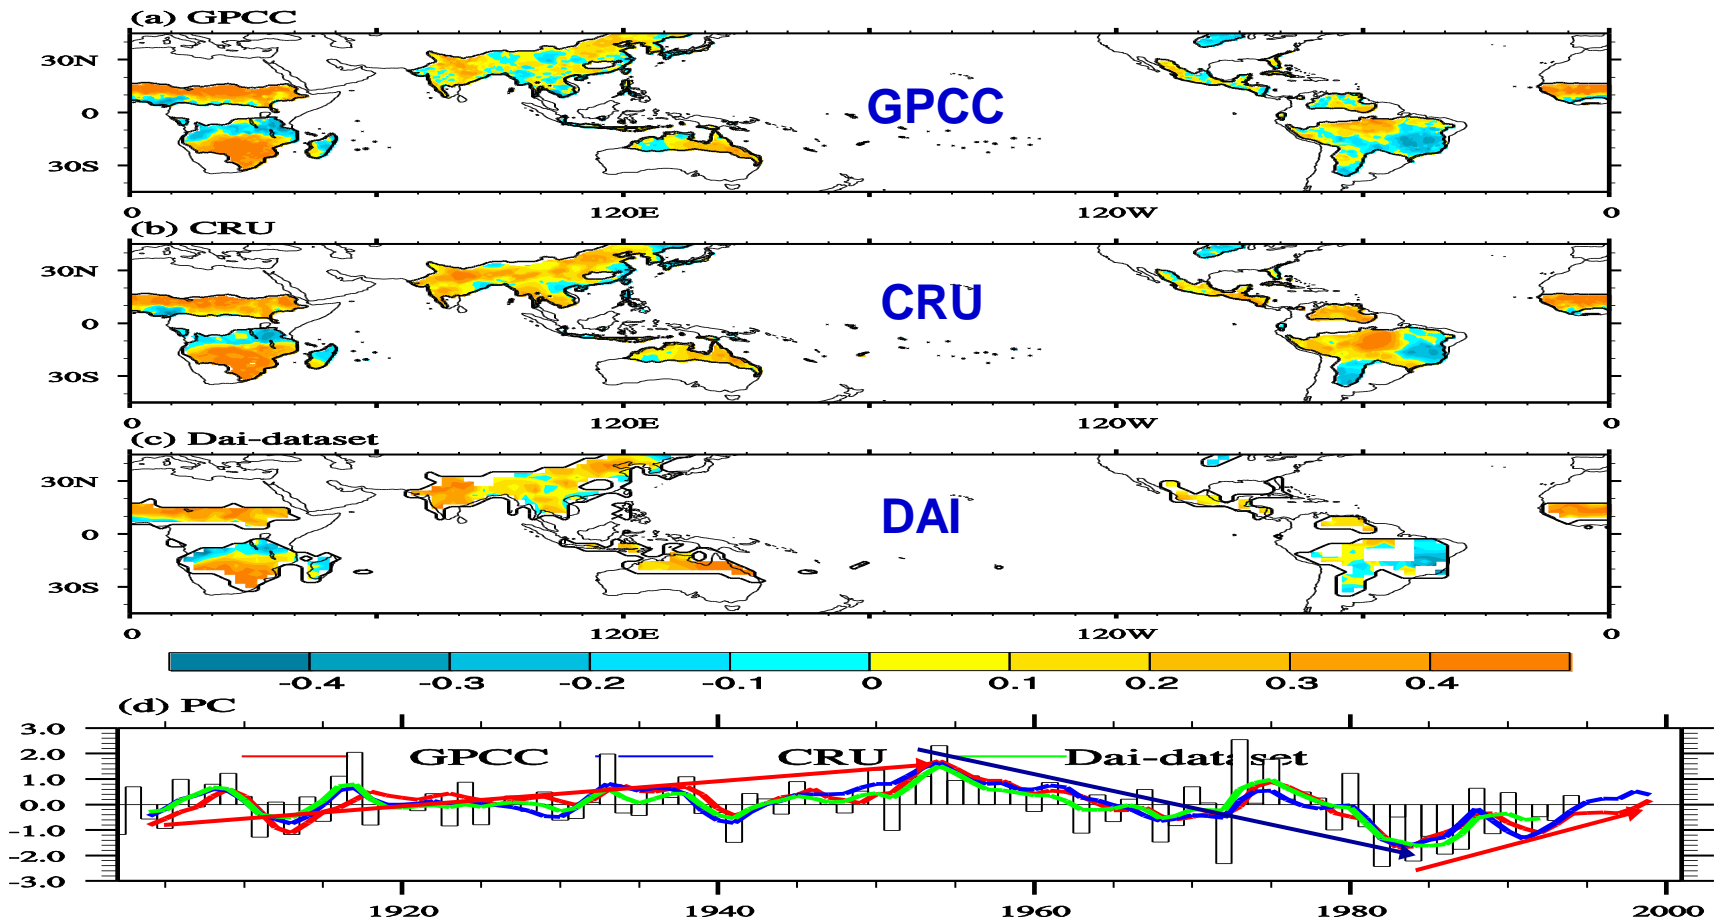 (a) GPCC
30N
0
30S
GPCC
0 120E 120W 0
(b) CRU
30N
0
30S
CRU
0 120E 120W 0
(c) Dai-dataset
30N
0
30S
DAI
0 120E 120W 0
-0.4 -0.3 -0.2 -0.1 0 0.1 0.2 0.3 0.4
(d) PC
3.0
2.0
1.0
0.0
-1.0
-2.0
-3.0
GPCC CRU Dai-dataset
1920 1940 1960 1980 2000